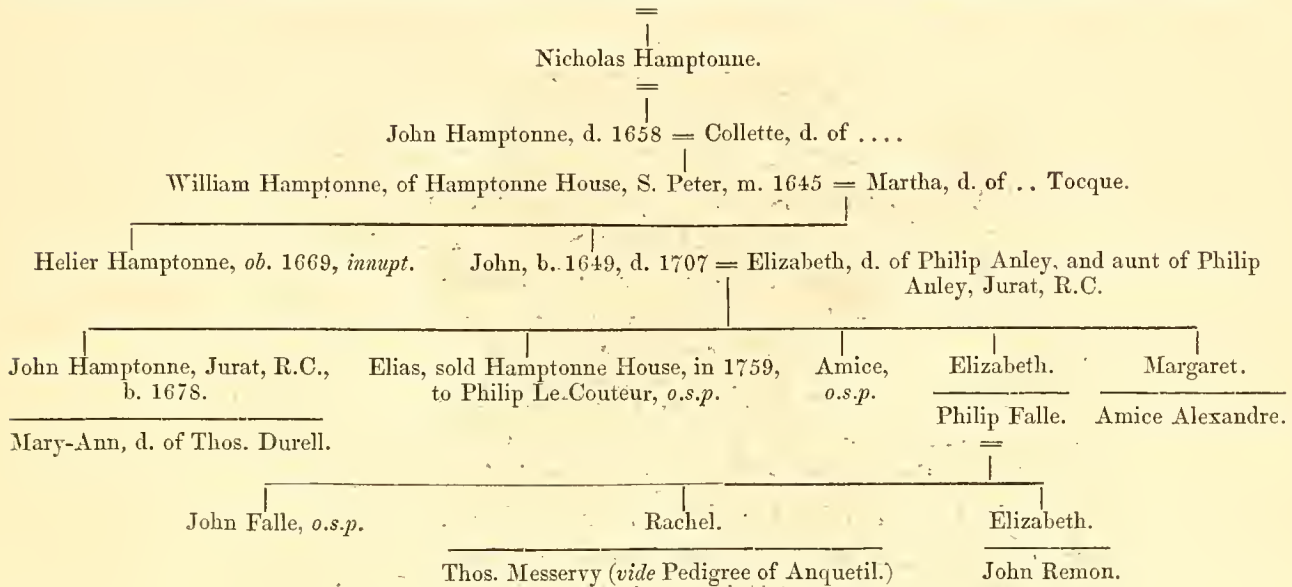 Nicholas Hamptonne.
John Hamptonne, d. 1658 = Collette, d. of ....
William Hamptonne, of Hamptonne House, S. Peter, m. 1645 = Martha, d. of .. Tocque.
Helier Hamptonne, ob. 1669, innupt. John, b. 1649, d. 1707 = Elizabeth, d. of Philip Anley, and aunt of Philip
Anley, Jurat, R.C.
John Hamptonne, Jurat, R.C., Elias, sold Hamptonne House, in 1759, Amice, Elizabeth. Margaret.
b. 1678. to Philip Le Couteur, o.s.p. o.s.p.
Philip Falle. Amice Alexandre.
Mary-Ann, d. of Thos. Durell.
John Falle, o.s.p. Rachel. Elizabeth.
Thos. Messervy (vide Pedigree of Anquetil.) John Remon.